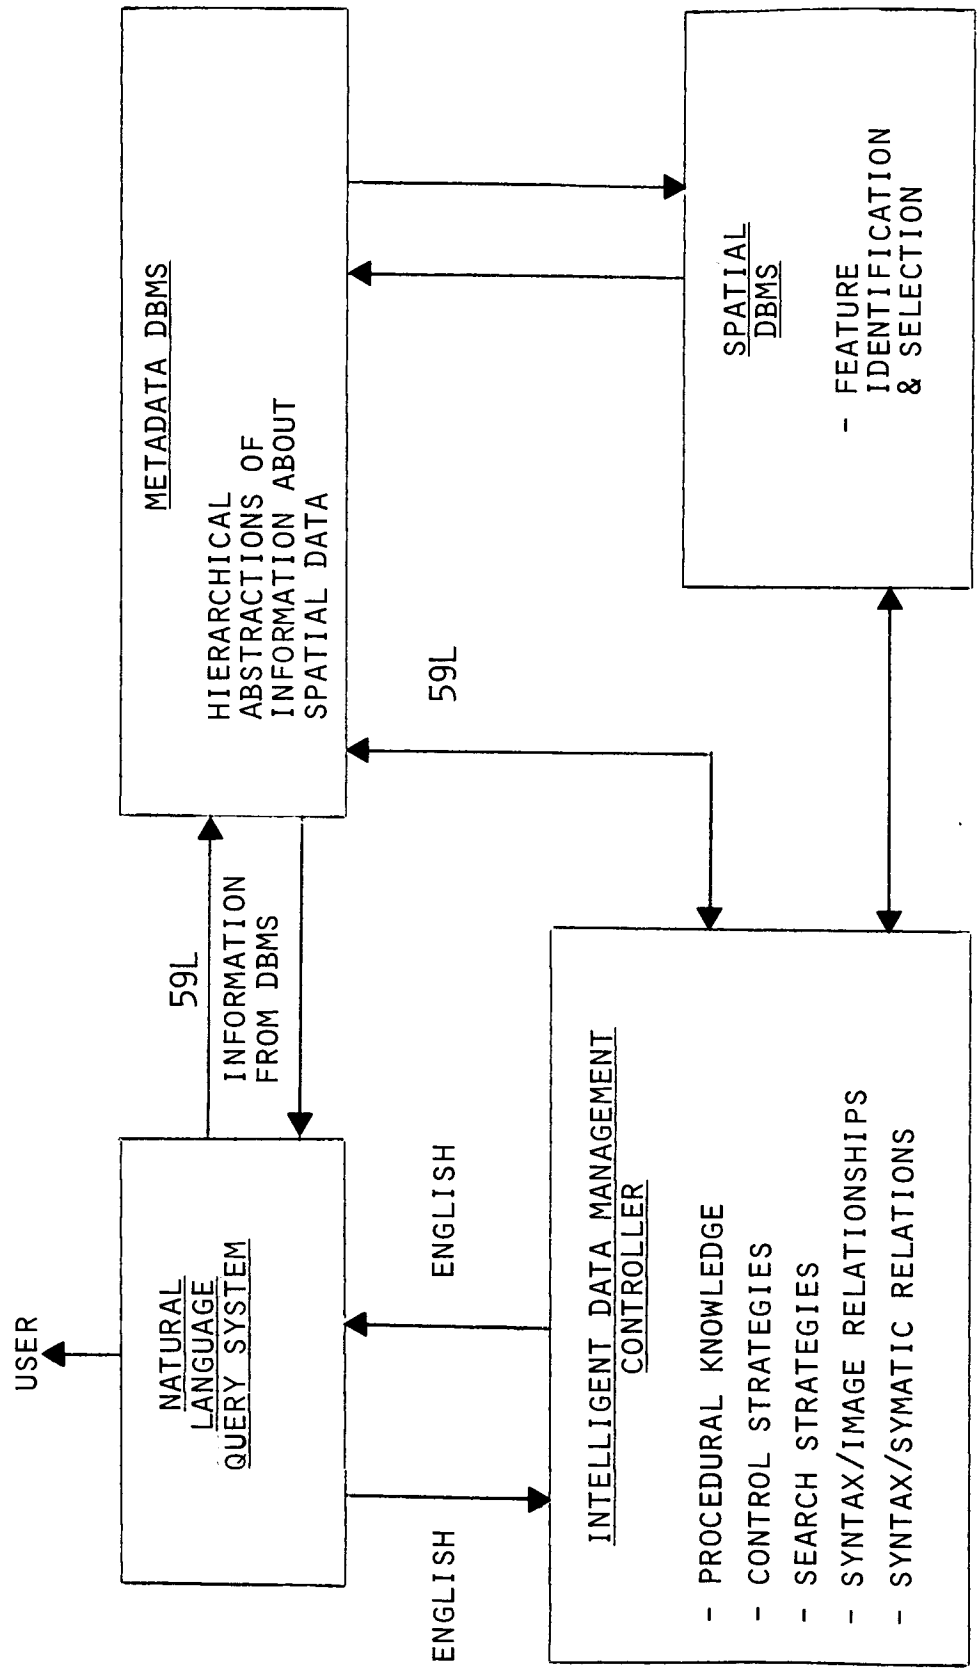 USER
NATURAL
LANGUAGE
QUERY SYSTEM
59L
INFORMATION
FROM DBMS
METADATA DBMS
HIERARCHICAL
ABSTRACTIONS OF
INFORMATION ABOUT
SPATIAL DATA
ENGLISH
ENGLISH
59L
INTELLIGENT DATA MANAGEMENT
CONTROLLER
- PROCEDURAL KNOWLEDGE
- CONTROL STRATEGIES
- SEARCH STRATEGIES
- SYNTAX/IMAGE RELATIONSHIPS
- SYNTAX/SYMATIC RELATIONS
SPATIAL
DBMS
- FEATURE
IDENTIFICATION
& SELECTION